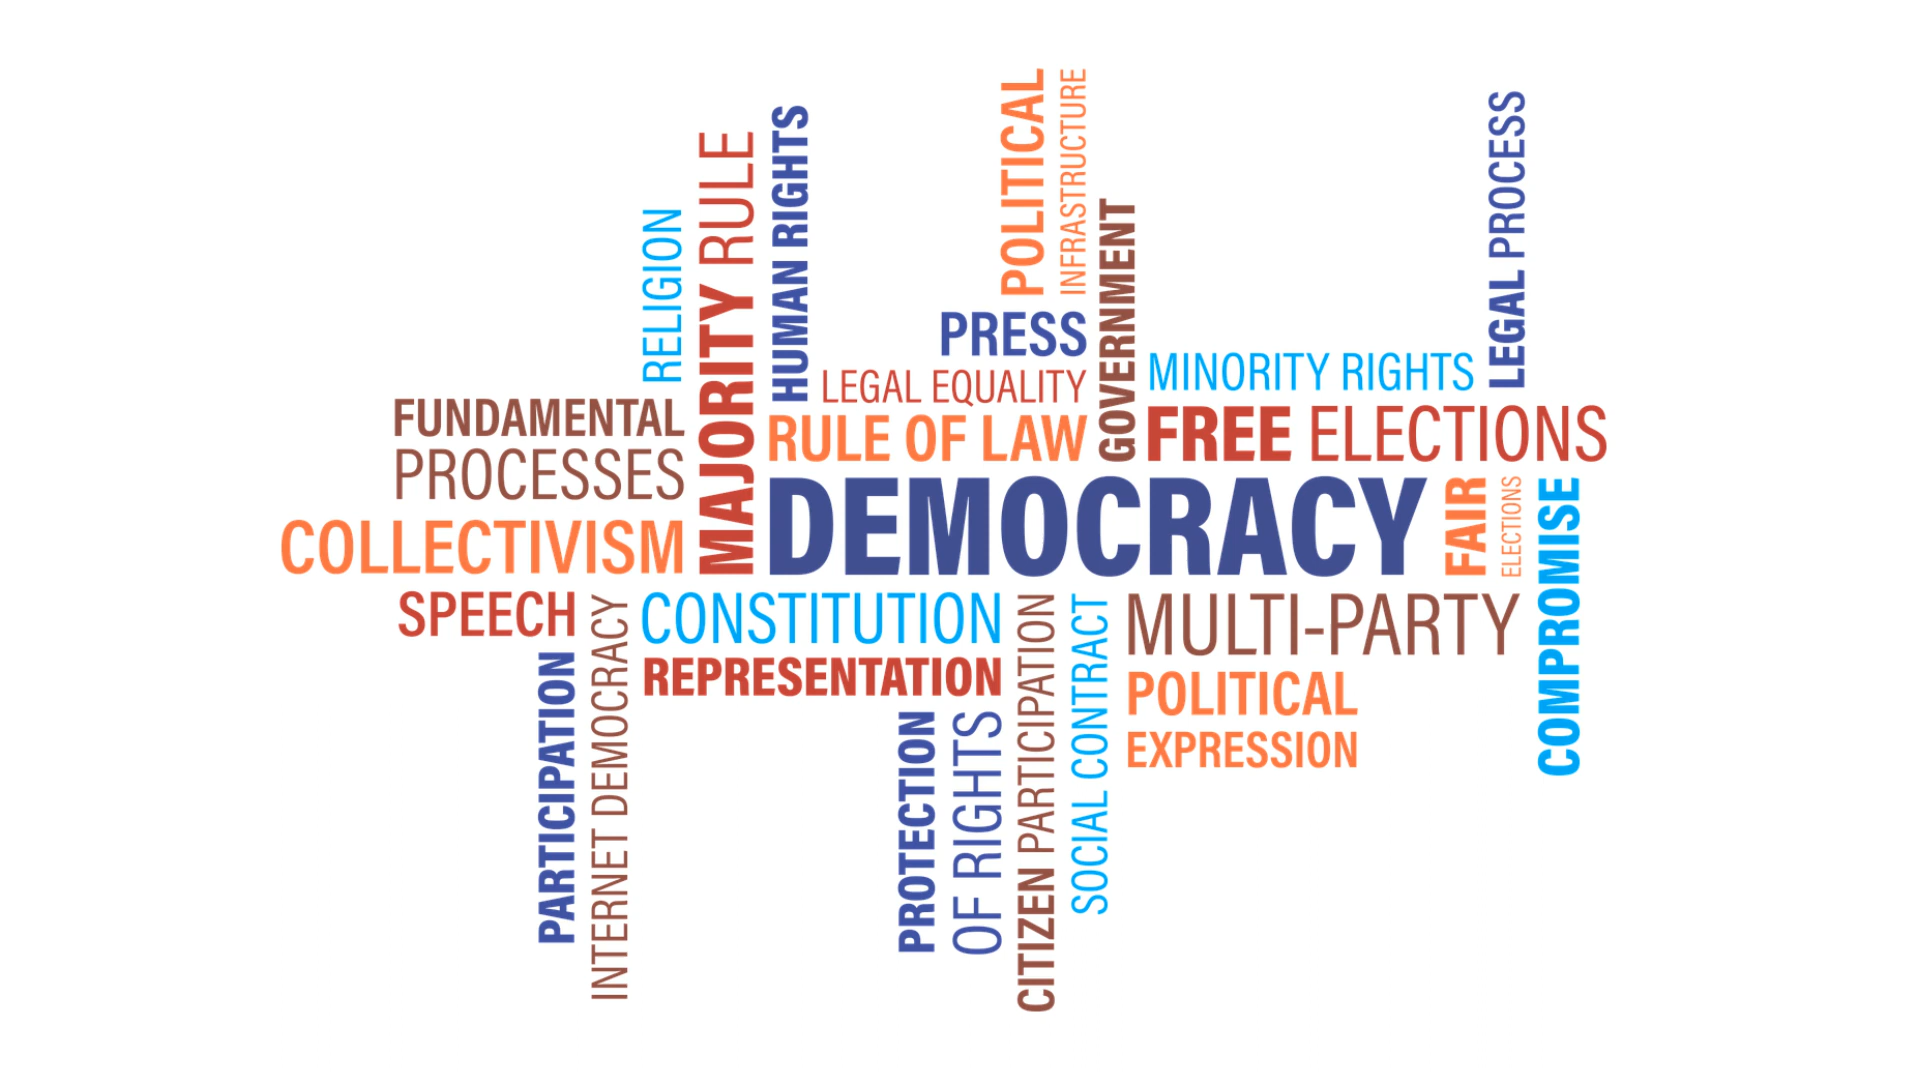 POLITICAL
INFRASTRUCTURE
LEGAL PROCESS
HUMAN RIGHTS
MAJORITY RULE
RELIGION
GOVERNMENT
PRESS
LEGAL EQUALITY
MINORITY RIGHTS
FUNDAMENTAL
PROCESSES
RULE OF LAW
FREE ELECTIONS
COLLECTIVISM
DEMOCRACY
FAIR
ELECTIONS
COMPROMISE
SPEECH
CONSTITUTION
MULTI-PARTY
REPRESENTATION
POLITICAL
EXPRESSION
PARTICIPATION
INTERNET DEMOCRACY
PROTECTION
OF RIGHTS
CITIZEN PARTICIPATION
SOCIAL CONTRACT